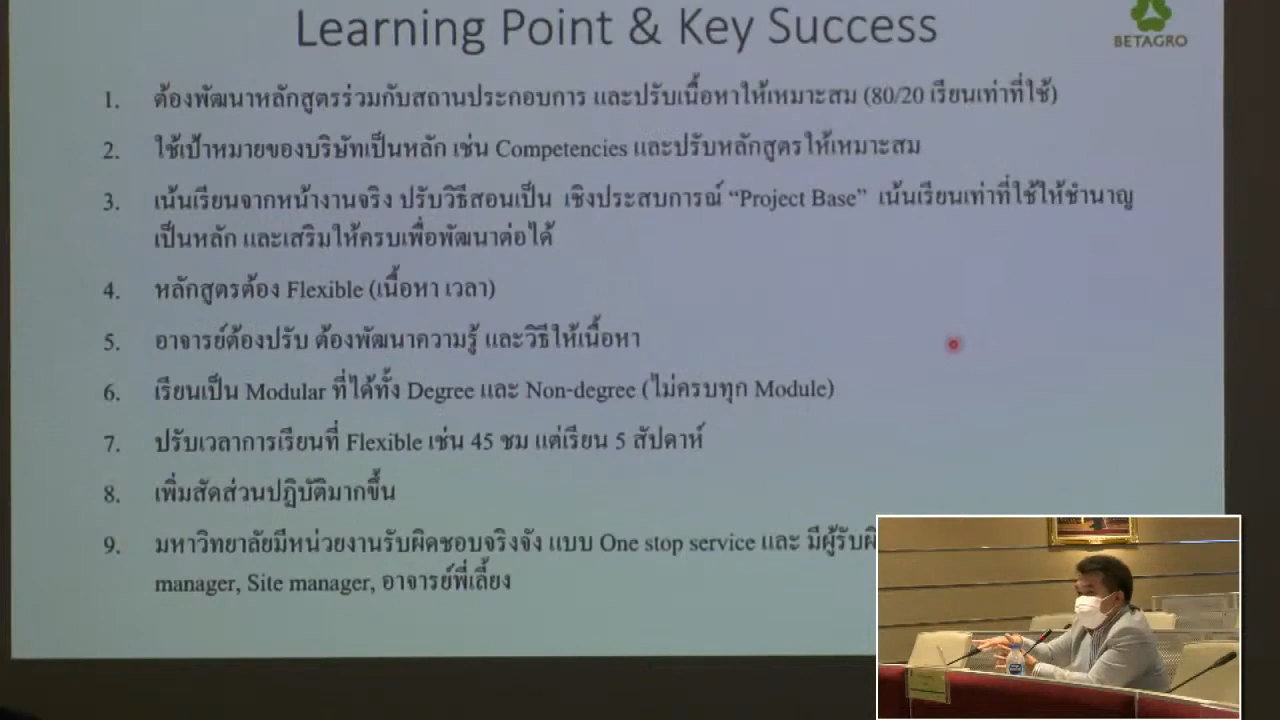 Learning Point & Key Success
BETAGRO
1. ต้องพัฒนาหลักสูตรร่วมกับสถานประกอบการ และปรับเนื้อหาให้เหมาะสม (80/20 เรียนเท่าที่ใช้)
2. ใช้เป้าหมายของบริษัทเป็นหลัก เช่น Competencies และปรับหลักสูตรให้เหมาะสม
3. เน้นเรียนจากหน้างานจริง ปรับวิธีสอนเป็น เชิงประสบการณ์ “Project Base” เน้นเรียนเท่าที่ใช้ให้ชำนาญ
เป็นหลัก และเสริมให้ครบเพื่อพัฒนาต่อได้
4. หลักสูตรต้อง Flexible (เนื้อหา เวลา)
5. อาจารย์ต้องปรับ ต้องพัฒนาความรู้ และวิธีให้เนื้อหา
6. เรียนเป็น Modular ที่ได้ทั้ง Degree และ Non-degree (ไม่ครบทุก Module)
7. ปรับเวลาการเรียนที่ Flexible เช่น 45 ชม แต่เรียน 5 สัปดาห์
8. เพิ่มสัดส่วนปฏิบัติมากขึ้น
9. มหาวิทยาลัยมีหน่วยงานรับผิดชอบจริงจัง แบบ One stop service และ มีผู้รับผิ
manager, Site manager, อาจารย์พี่เลี้ยง